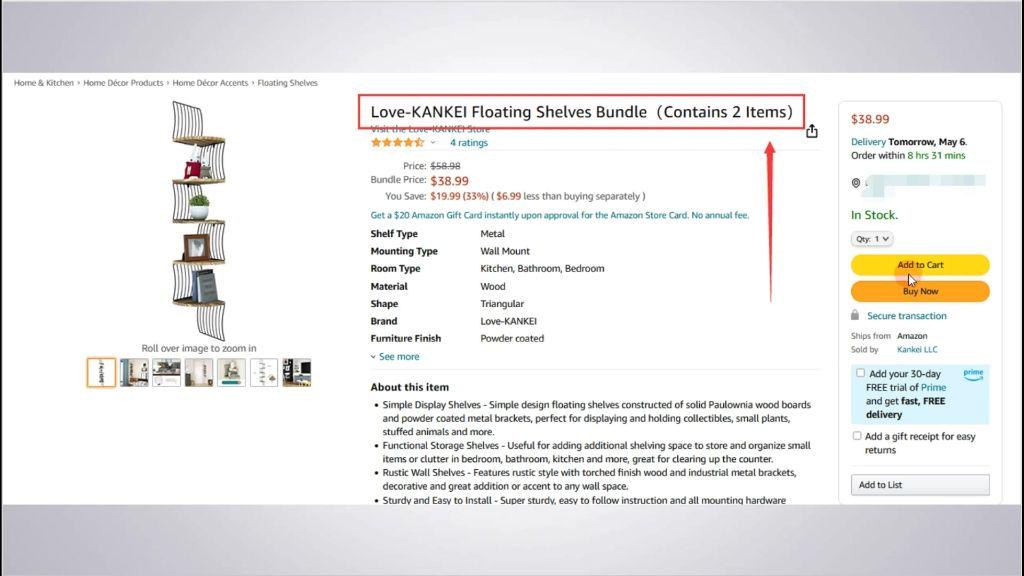 Home & Kitchen › Home Décor Products › Home Décor Accents › Floating Shelves
Love-KANKEI Floating Shelves Bundle（Contains 2 Items）
Visit the Love-KANKEI Store
4 ratings
Price: $58.98
Bundle Price: $38.99
You Save: $19.99 (33%) ( $6.99 less than buying separately )
Get a $20 Amazon Gift Card instantly upon approval for the Amazon Store Card. No annual fee.
Shelf Type Metal
Mounting Type Wall Mount
Room Type Kitchen, Bathroom, Bedroom
Material Wood
Shape Triangular
Brand Love-KANKEI
Furniture Finish Powder coated
See more
About this item
• Simple Display Shelves - Simple design floating shelves constructed of solid Paulownia wood boards
and powder coated metal brackets, perfect for displaying and holding collectibles, small plants,
stuffed animals and more.
• Functional Storage Shelves - Useful for adding additional shelving space to store and organize small
items or clutter in bedroom, bathroom, kitchen and more, great for clearing up the counter.
• Rustic Wall Shelves - Features rustic style with torched finish wood and industrial metal brackets,
decorative and great addition or accent to any wall space.
• Sturdy and Easy to Install - Super sturdy, easy to follow instruction and all mounting hardware
Roll over image to zoom in
$38.99
Delivery Tomorrow, May 6.
Order within 8 hrs 31 mins
In Stock.
Qty: 1
Add to Cart
Buy Now
Secure transaction
Ships from Amazon
Sold by Kankei LLC
Add your 30-day
FREE trial of Prime
and get fast, FREE
delivery
prime
Add a gift receipt for easy
returns
Add to List